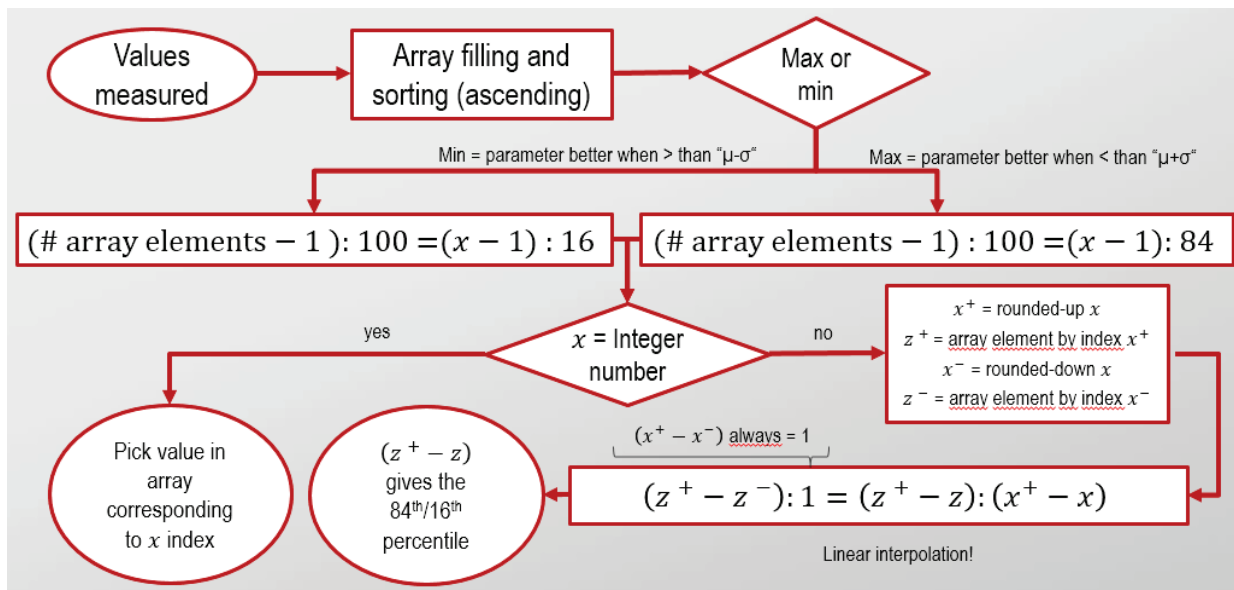 Values
measured
Array filling and
sorting (ascending)
Max or
min
Min = parameter better when > than “μ-σ“
Max = parameter better when < than “μ+σ“
(# array elements − 1 ): 100 =(x − 1) : 16
(# array elements − 1) : 100 =(x − 1): 84
yes
x = Integer
number
no
x⁺ = rounded-up x
z ⁺ = array element by index x⁺
x⁻ = rounded-down x
z ⁻ = array element by index x⁻
Pick value in
array
corresponding
to x index
(z ⁺ − z)
gives the
84th/16th
percentile
(x⁺ − x⁻) always = 1
(z ⁺ − z ⁻): 1 = (z ⁺ − z): (x⁺ − x)
Linear interpolation!